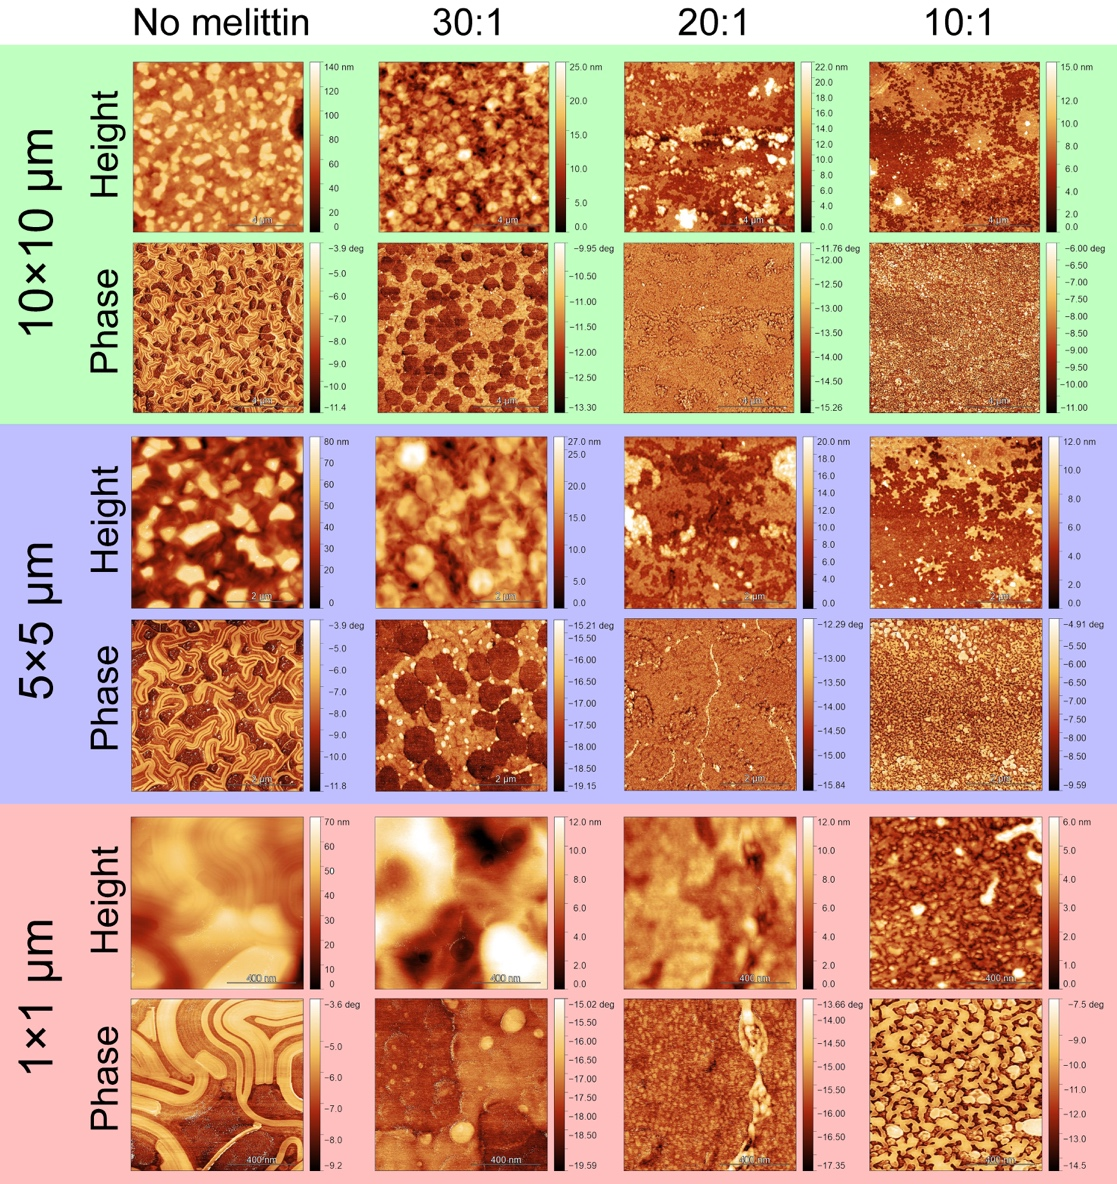 No melittin 30:1 20:1 10:1
10×10 µm
Height
140 nm 120 100 80 60 40 20 0
4 µm
25.0 nm 20.0 15.0 10.0 5.0 0.0
4 µm
22.0 nm 20.0 18.0 16.0 14.0 12.0 10.0 8.0 6.0 4.0 2.0 0.0
4 µm
15.0 nm 12.0 10.0 8.0 6.0 4.0 2.0 0.0
4 µm
Phase
−3.9 deg −5.0 −6.0 −7.0 −8.0 −9.0 −10.0 −11.4
4 µm
−9.95 deg −10.50 −11.00 −11.50 −12.00 −12.50 −13.30
4 µm
−11.76 deg −12.00 −12.50 −13.00 −13.50 −14.00 −14.50 −15.26
4 µm
−6.00 deg −6.50 −7.00 −7.50 −8.00 −8.50 −9.00 −9.50 −10.00 −11.00
4 µm
5×5 µm
Height
80 nm 70 60 50 40 30 20 0
2 µm
27.0 nm 25.0 20.0 15.0 10.0 5.0 0.0
2 µm
20.0 nm 18.0 16.0 14.0 12.0 10.0 8.0 6.0 4.0 2.0 0.0
2 µm
12.0 nm 10.0 8.0 6.0 4.0 2.0 0.0
2 µm
Phase
−3.9 deg −5.0 −6.0 −7.0 −8.0 −9.0 −10.0 −11.8
2 µm
−15.21 deg −15.50 −16.00 −16.50 −17.00 −17.50 −18.00 −18.50 −19.15
2 µm
−12.29 deg −13.00 −13.50 −14.00 −14.50 −15.00 −15.84
2 µm
−4.91 deg −5.50 −6.00 −6.50 −7.00 −7.50 −8.00 −8.50 −9.59
2 µm
1×1 µm
Height
70 nm 60 50 40 30 20 10 0
400 nm
12.0 nm 10.0 8.0 6.0 4.0 2.0 0.0
400 nm
12.0 nm 10.0 8.0 6.0 4.0 2.0 0.0
400 nm
6.0 nm 5.0 4.0 3.0 2.0 1.0 0.0
400 nm
Phase
−3.6 deg −5.0 −6.0 −7.0 −8.0 −9.2
400 nm
−15.02 deg −15.50 −16.00 −16.50 −17.00 −17.50 −18.00 −18.50 −19.59
400 nm
−13.66 deg −14.00 −14.50 −15.00 −15.50 −16.00 −16.50 −17.35
400 nm
−7.5 deg −9.0 −10.0 −11.0 −12.0 −13.0 −14.5
400 nm